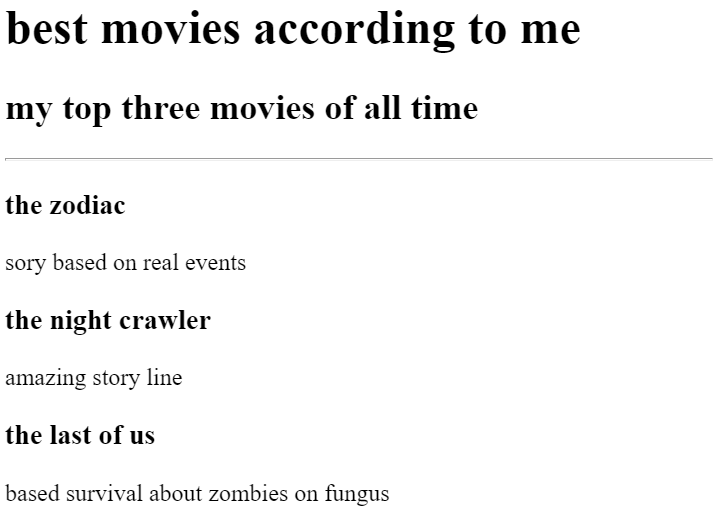 best movies according to me
my top three movies of all time
the zodiac
sory based on real events
the night crawler
amazing story line
the last of us
based survival about zombies on fungus